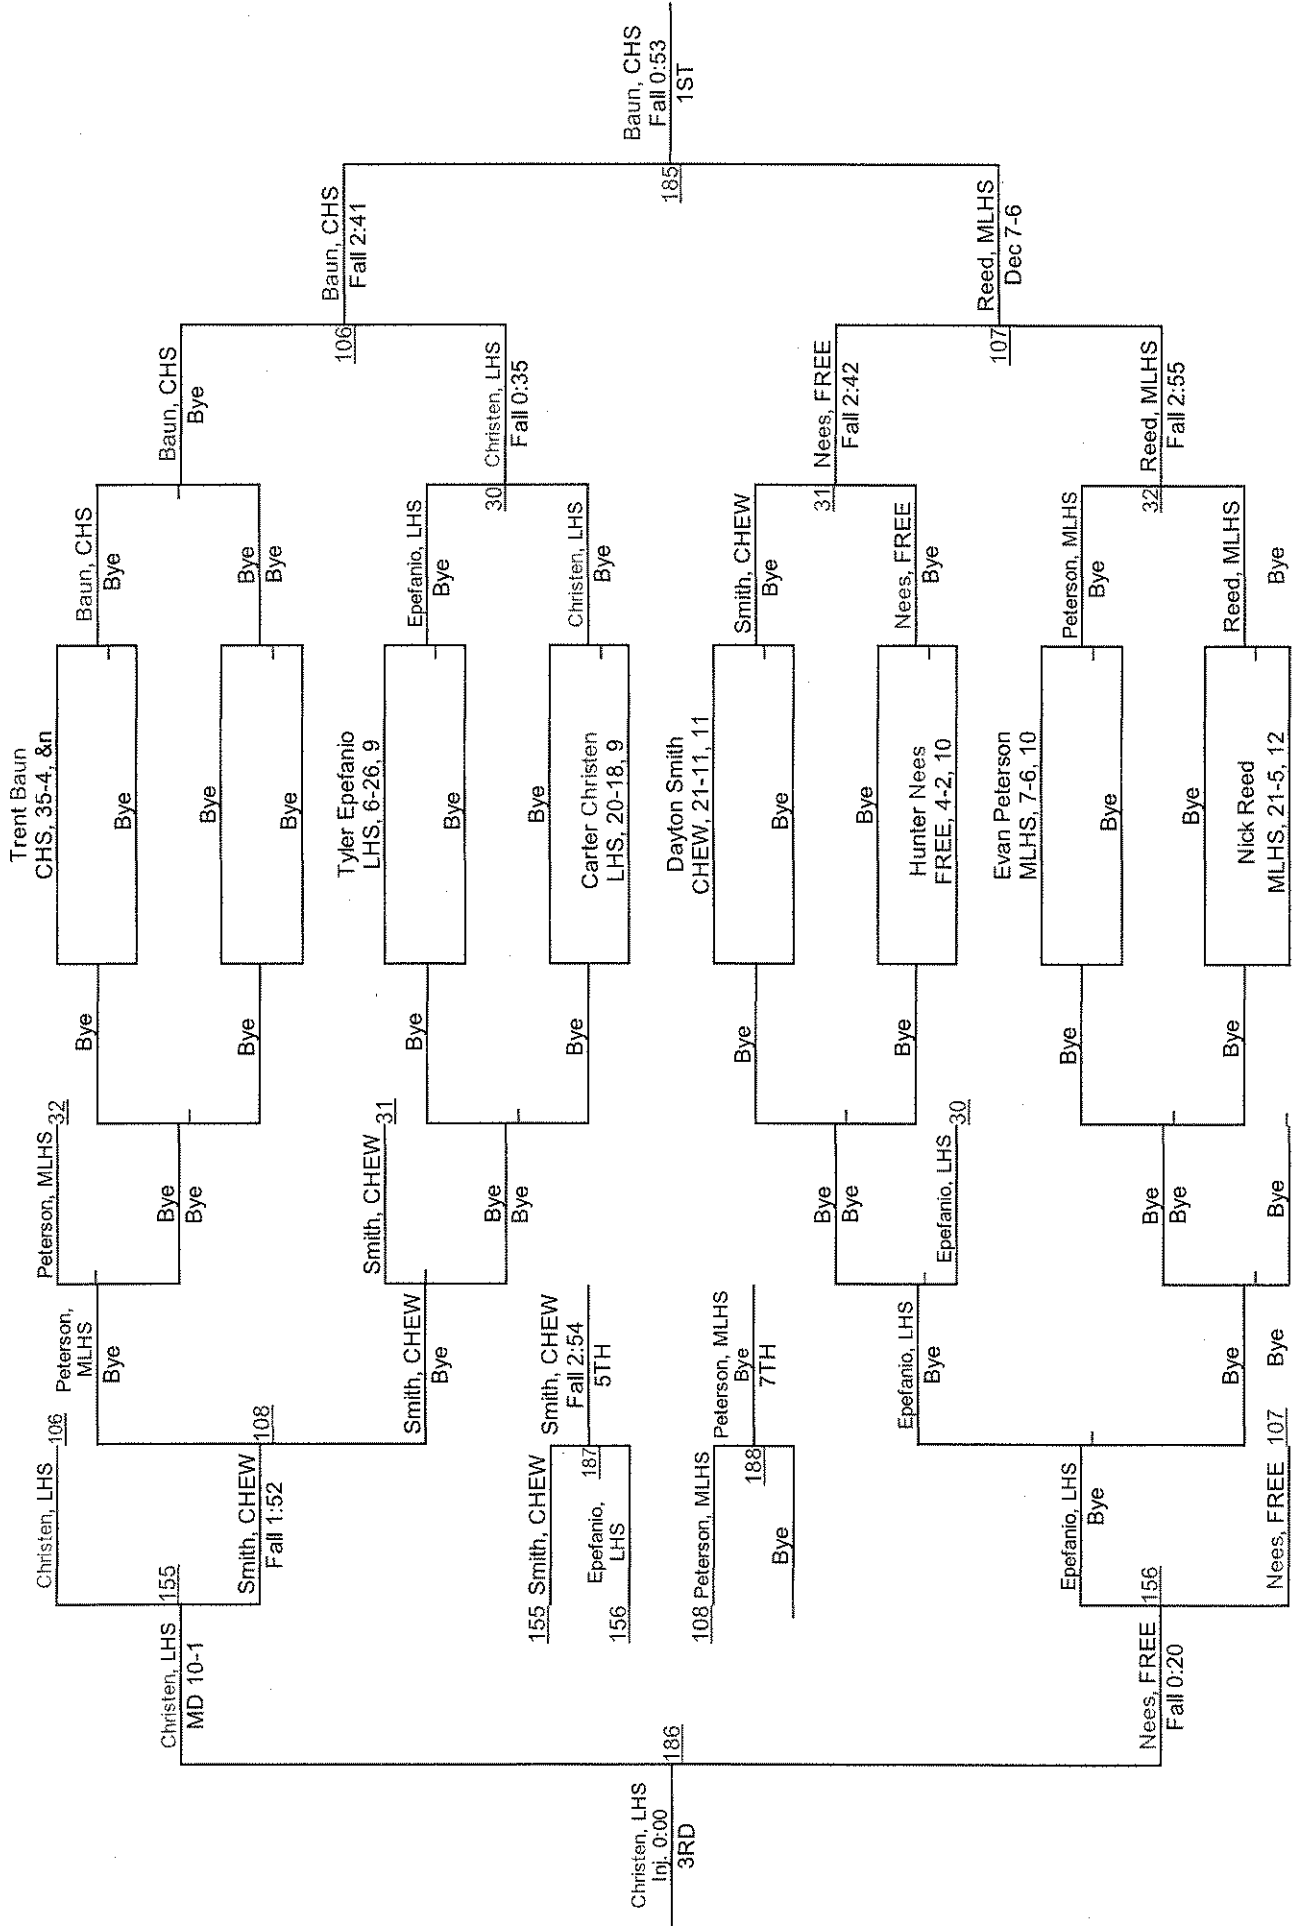 Christen, LHS
Inj. 0:00
3RD
186
Christen, LHS
MD 10-1
Nees, FREE
Fall 0:20
155
156
Christen, LHS
106
Smith, CHEW
Fall 1:52
108
155 Smith, CHEW
Epefanio,
LHS
156
187
Smith, CHEW
Fall 2:54
5TH
108 Peterson, MLHS
Bye
188
Peterson, MLHS
Bye
7TH
Epefanio, LHS
Bye
Nees, FREE
107
Peterson,
MLHS
Bye
Smith, CHEW
Bye
Epefanio, LHS
Bye
Bye
Bye
Peterson, MLHS
32
Bye
Bye
Smith, CHEW
31
Bye
Bye
Bye
Bye
Epefanio, LHS
30
Bye
Bye
Bye
Bye
Bye
Bye
Bye
Bye
Bye
Bye
Bye
Trent Baun
CHS, 35-4, &n
Bye
Bye
Bye
Tyler Epefanio
LHS, 6-26, 9
Bye
Bye
Carter Christen
LHS, 20-18, 9
Dayton Smith
CHEW, 21-11, 11
Bye
Hunter Nees
FREE, 4-2, 10
Evan Peterson
MLHS, 7-6, 10
Bye
Bye
Nick Reed
MLHS, 21-5, 12
Baun, CHS
Bye
Bye
Bye
Epefanio, LHS
Bye
Christen, LHS
Bye
Smith, CHEW
Bye
Nees, FREE
Bye
Peterson, MLHS
Bye
Reed, MLHS
Bye
Baun, CHS
Bye
30
Christen, LHS
Fall 0:35
31
Nees, FREE
Fall 2:42
32
Reed, MLHS
Fall 2:55
106
Baun, CHS
Fall 2:41
107
Reed, MLHS
Dec 7-6
185
Baun, CHS
Fall 0:53
1ST